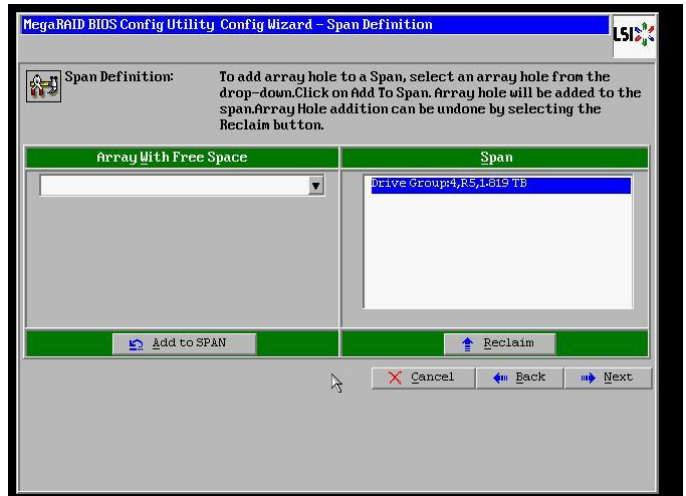 MegaRAID BIOS Config Utility Config Wizard – Span Definition
LSI
Span Definition:
To add array hole to a Span, select an array hole from the
drop-down.Click on Add To Span. Array hole will be added to the
span.Array Hole addition can be undone by selecting the
Reclaim button.
Array With Free Space
Span
Drive Group:4,R5,1.819 TB
Add to SPAN
Reclaim
Cancel
Back
Next